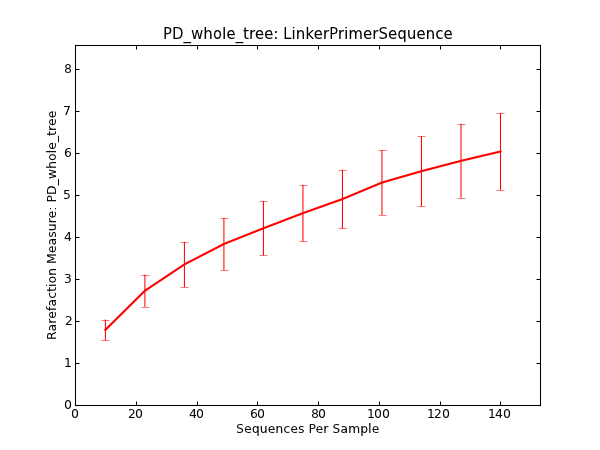 PD_whole_tree: LinkerPrimerSequence
8
7
6
5
4
3
2
1
0
Rarefaction Measure: PD_whole_tree
0 20 40 60 80 100 120 140
Sequences Per Sample